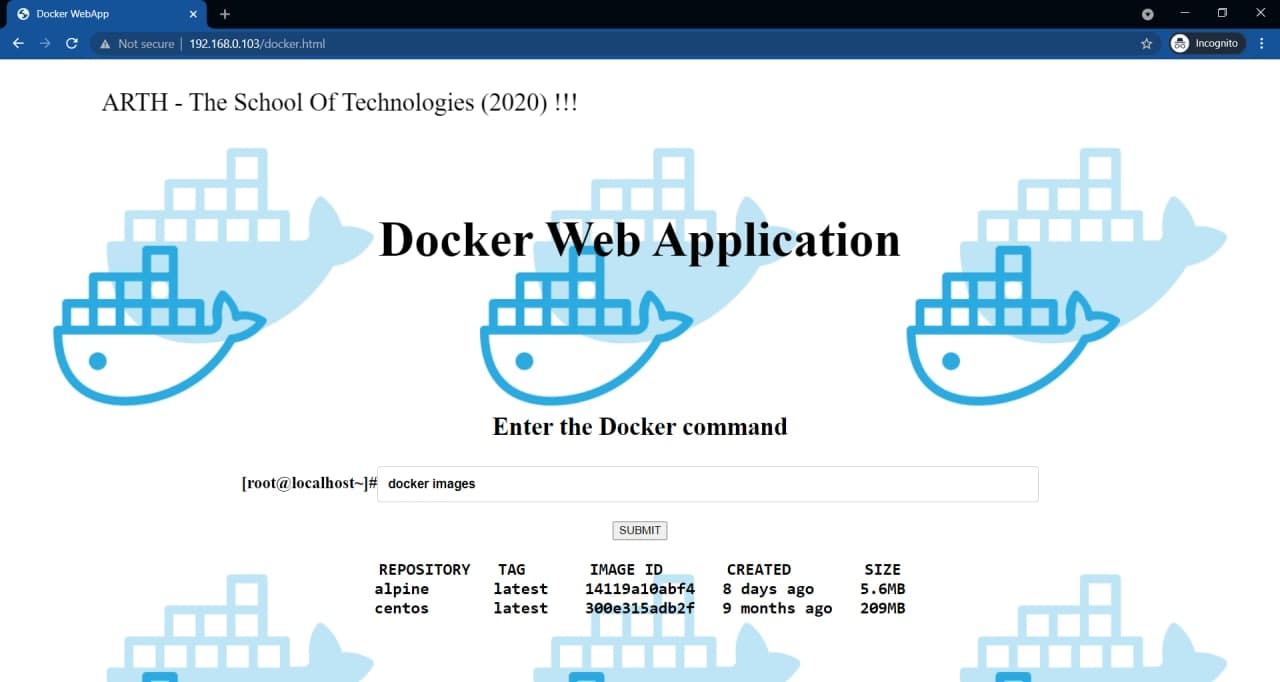 Docker WebApp
Not secure | 192.168.0.103/docker.html
Incognito
ARTH - The School Of Technologies (2020) !!!
Docker Web Application
Enter the Docker command
[root@localhost~]# docker images
SUBMIT
REPOSITORY TAG IMAGE ID CREATED SIZE
alpine latest 14119a10abf4 8 days ago 5.6MB
centos latest 300e315adb2f 9 months ago 209MB